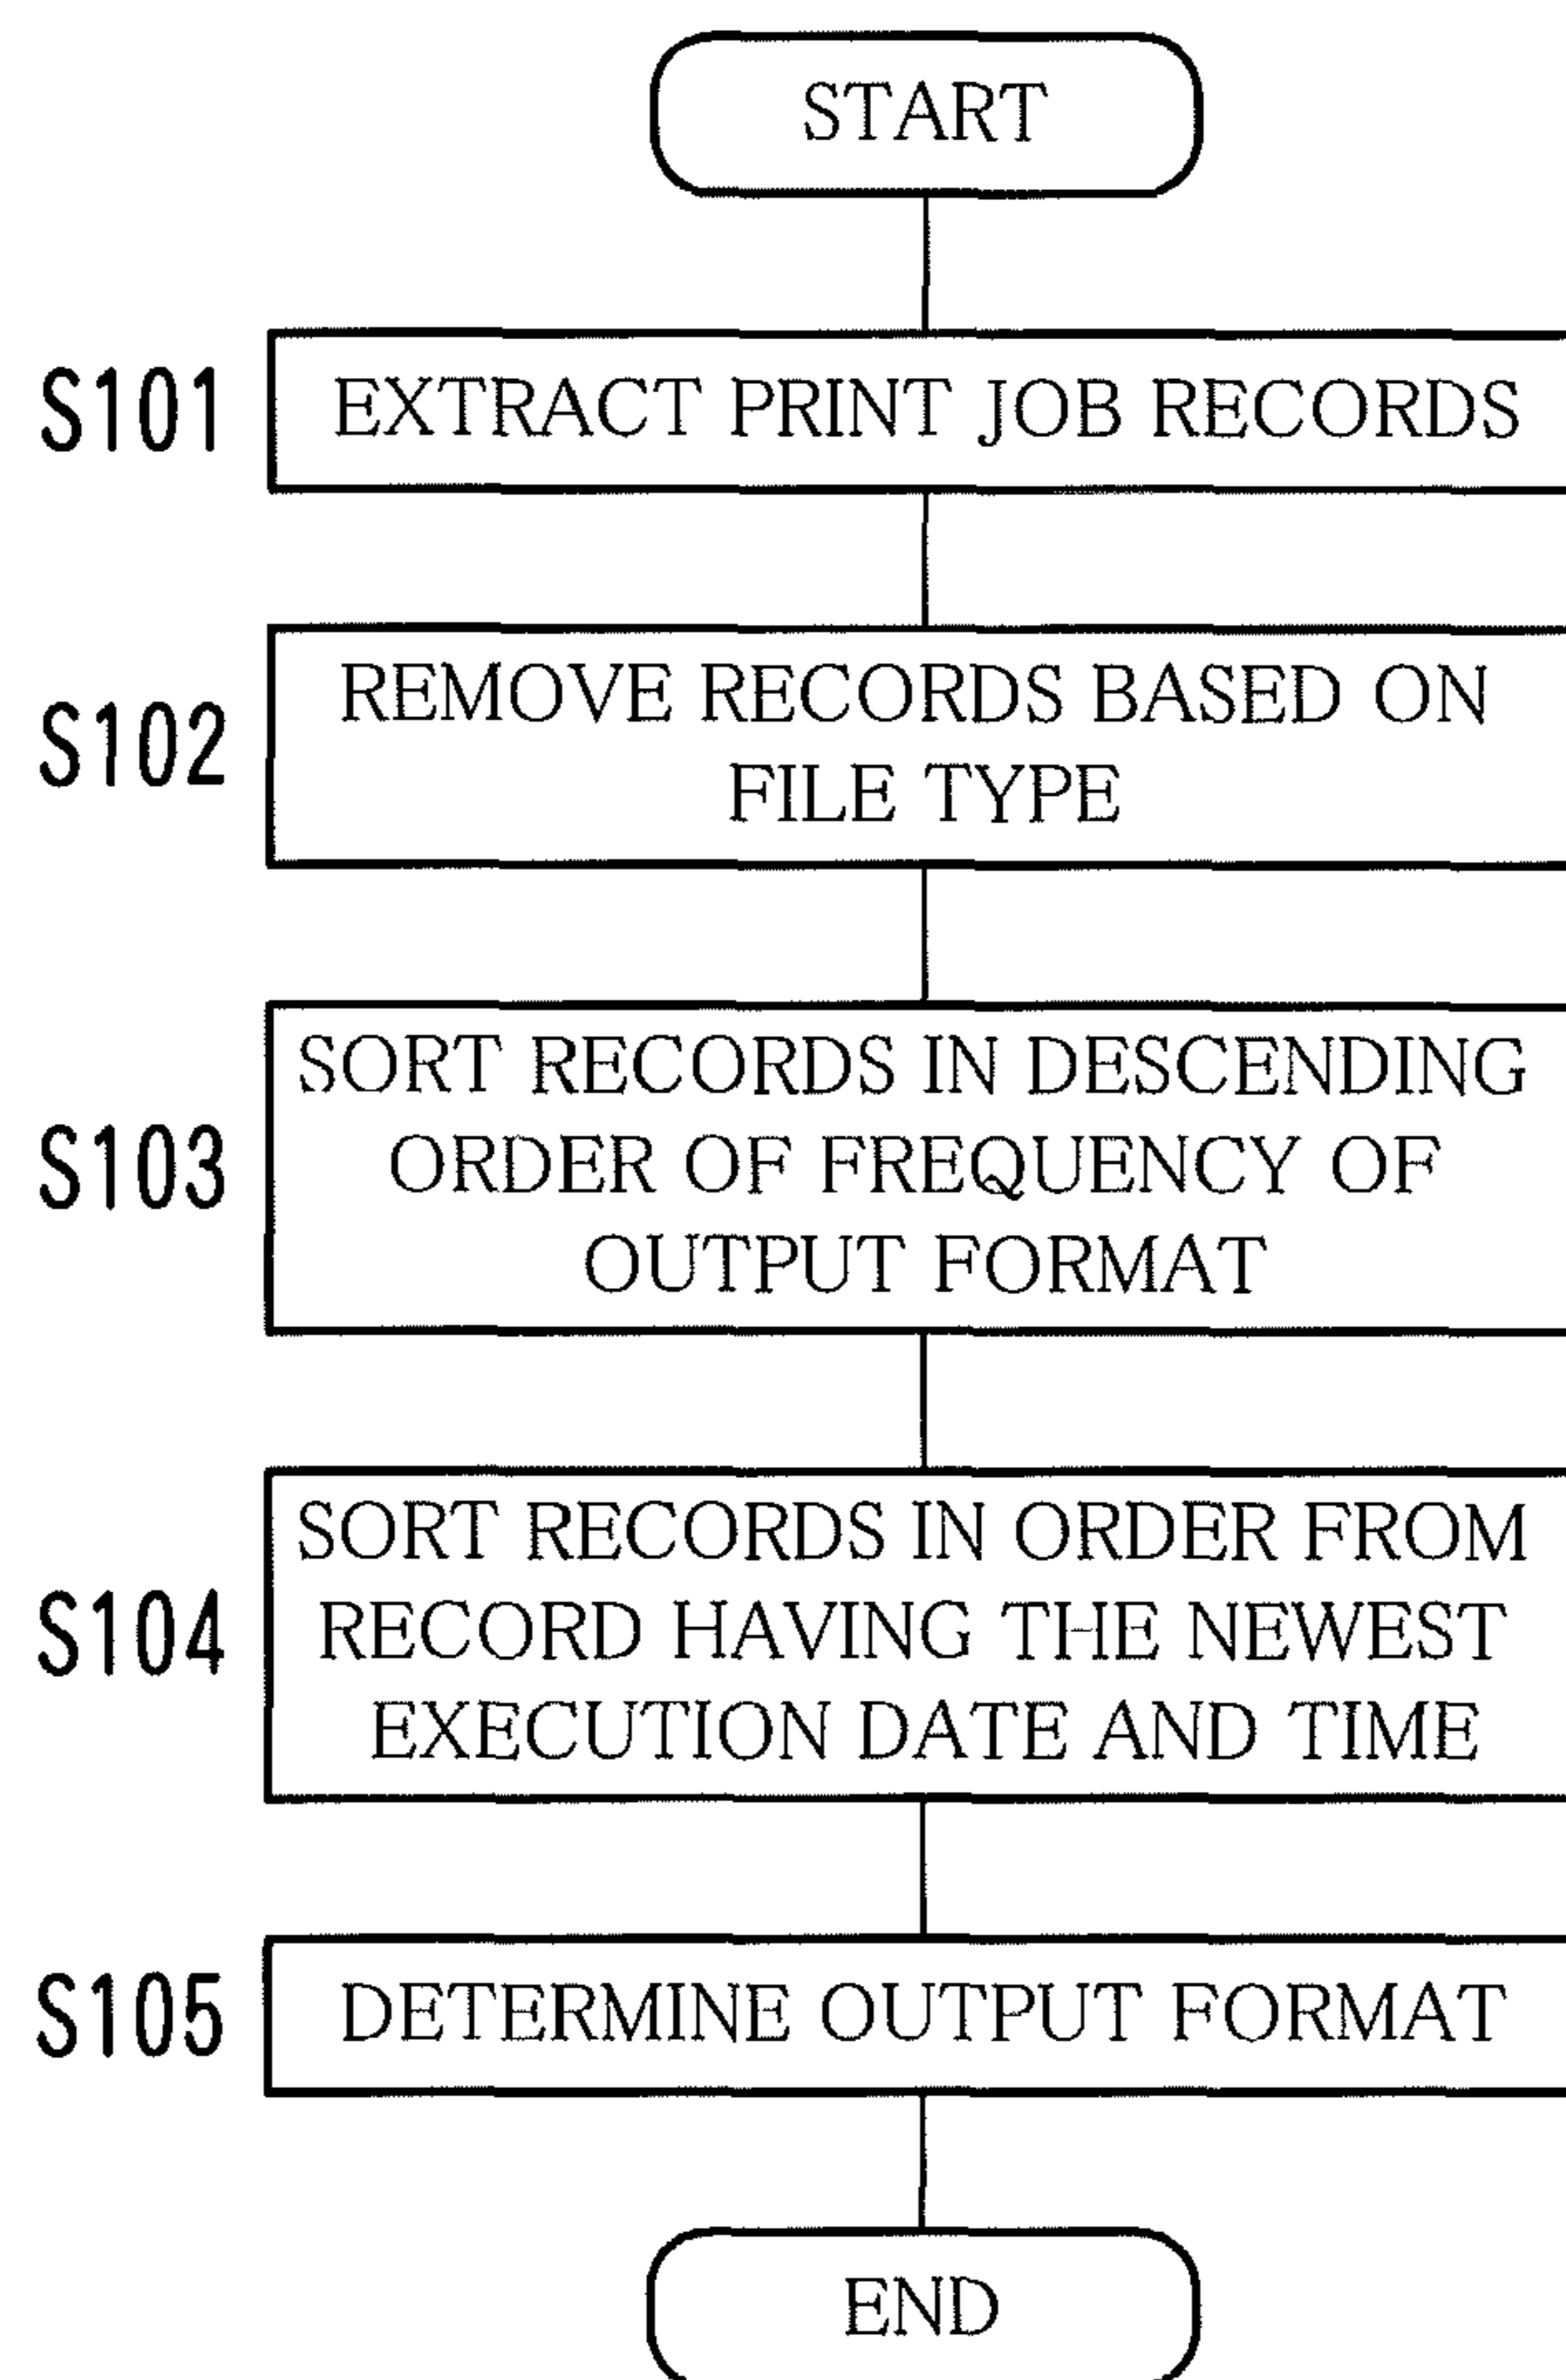 START
S101
EXTRACT PRINT JOB RECORDS
S102
REMOVE RECORDS BASED ON
FILE TYPE
S103
SORT RECORDS IN DESCENDING
ORDER OF FREQUENCY OF
OUTPUT FORMAT
S104
SORT RECORDS IN ORDER FROM
RECORD HAVING THE NEWEST
EXECUTION DATE AND TIME
S105
DETERMINE OUTPUT FORMAT
END